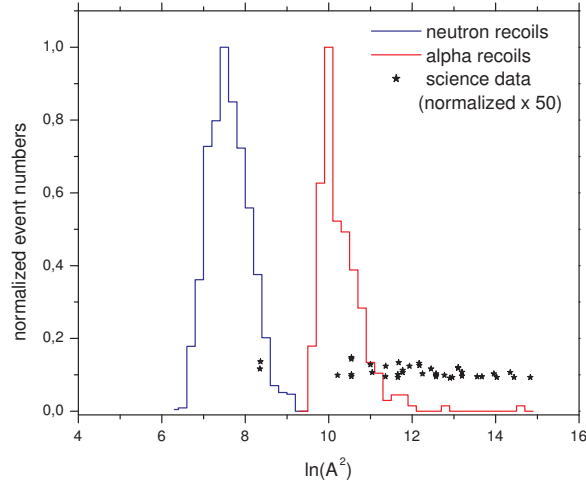 neutron recoils
alpha recoils
science data
(normalized x 50)
normalized event numbers
1,0
0,8
0,6
0,4
0,2
0,0
4 6 8 10 12 14 16
ln(A²)